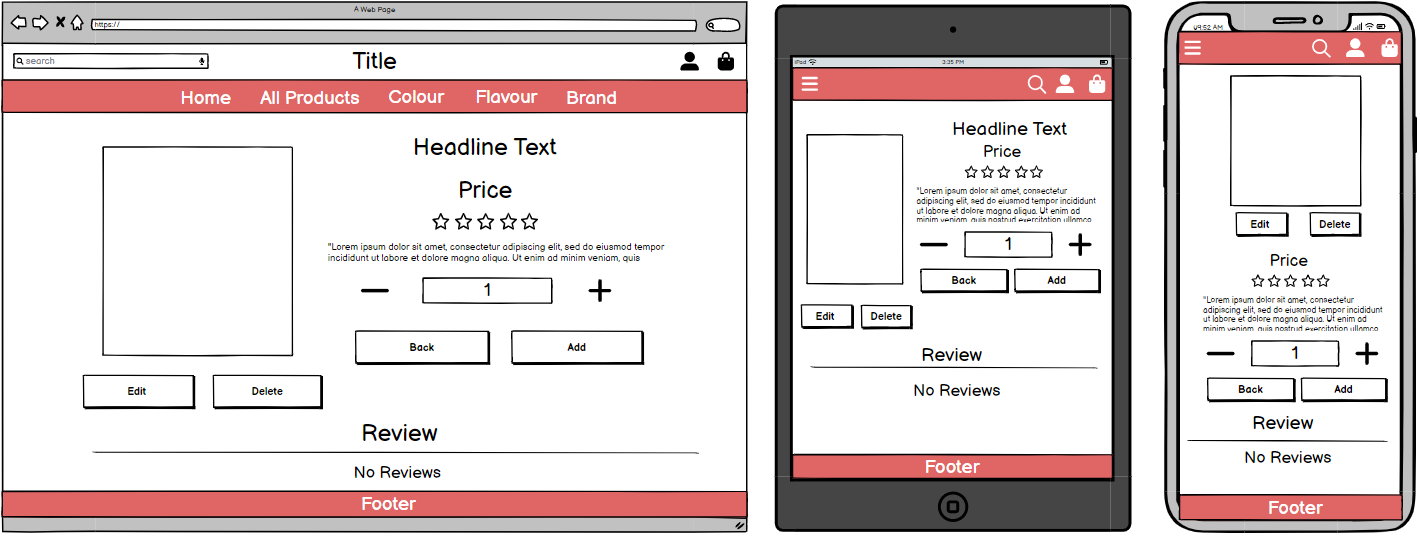 A Web Page
https://
search
Title
Home All Products Colour Flavour Brand
Headline Text
Price
"Lorem ipsum dolor sit amet, consectetur adipiscing elit, sed do eiusmod tempor
incididunt ut labore et dolore magna aliqua. Ut enim ad minim veniam, quis
1
Back Add
Edit Delete
Review
No Reviews
Footer
iPad 3:35 PM
Headline Text
Price
"Lorem ipsum dolor sit amet, consectetur
adipiscing elit, sed do eiusmod tempor incididunt
ut labore et dolore magna aliqua. Ut enim ad
minim veniam, quis nostrud exercitation ullamco
1
Back Add
Edit Delete
Review
No Reviews
Footer
09:52 AM
Edit Delete
Price
"Lorem ipsum dolor sit amet, consectetur
adipiscing elit, sed do eiusmod tempor incididunt
ut labore et dolore magna aliqua. Ut enim ad
minim veniam, quis nostrud exercitation ullamco
1
Back Add
Review
No Reviews
Footer